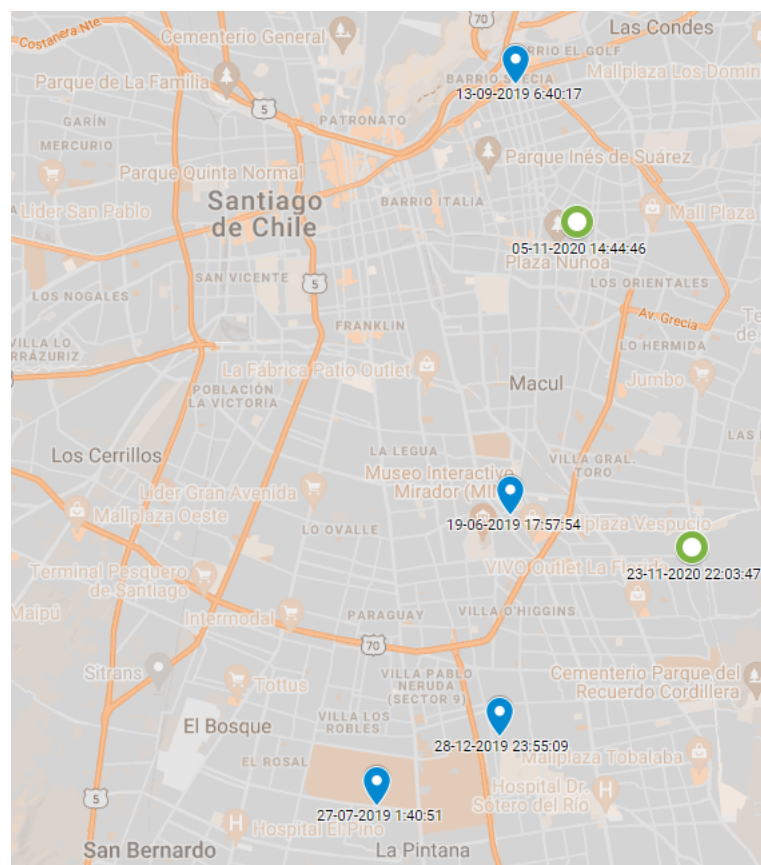 70
Las Condes
Costanera Nte
Cementerio General
BARRIO EL GOLF
Parque de La Familia
BARRIO SUECIA
Mallplaza Los Domin
13-09-2019 6:40:17
5
GARÍN
PATRONATO
MERCURIO
Parque Inés de Suárez
Parque Quinta Normal
Lider San Pablo
Santiago
de Chile
BARRIO ITALIA
Mall Plaza
05-11-2020 14:44:46
Plaza Ñuñoa
SAN VICENTE
5
LOS ORIENTALES
LOS NOGALES
Av. Grecia
Te
de
FRANKLIN
VILLA LO
RRÁZURIZ
LO HERMIDA
La Fábrica Patio Outlet
Jumbo
POBLACIÓN
LA VICTORIA
Macul
LAS
LA LEGUA
Los Cerrillos
VILLA GRAL.
TORO
Museo Interactivo
Mirador (MIM
Lider Gran Avenida
Mallplaza Oeste
19-06-2019 17:57:54
plaza Vespucio
LO OVALLE
VIVO Outlet La Florida
23-11-2020 22:03:47
Terminal Pesquero
de Santiago
Maipú
Intermodal
PARAGUAY
VILLA O'HIGGINS
70
Sitrans
Tottus
VILLA PABLO
NERUDA
(SECTOR 9)
Cementerio Parque del
Recuerdo Cordillera
El Bosque
VILLA LOS
ROBLES
28-12-2019 23:55:09
Mallplaza Tobalaba
EL ROSAL
Hospital Dr.
Sótero del Río
5
27-07-2019 1:40:51
Hospital El Pino
San Bernardo
La Pintana